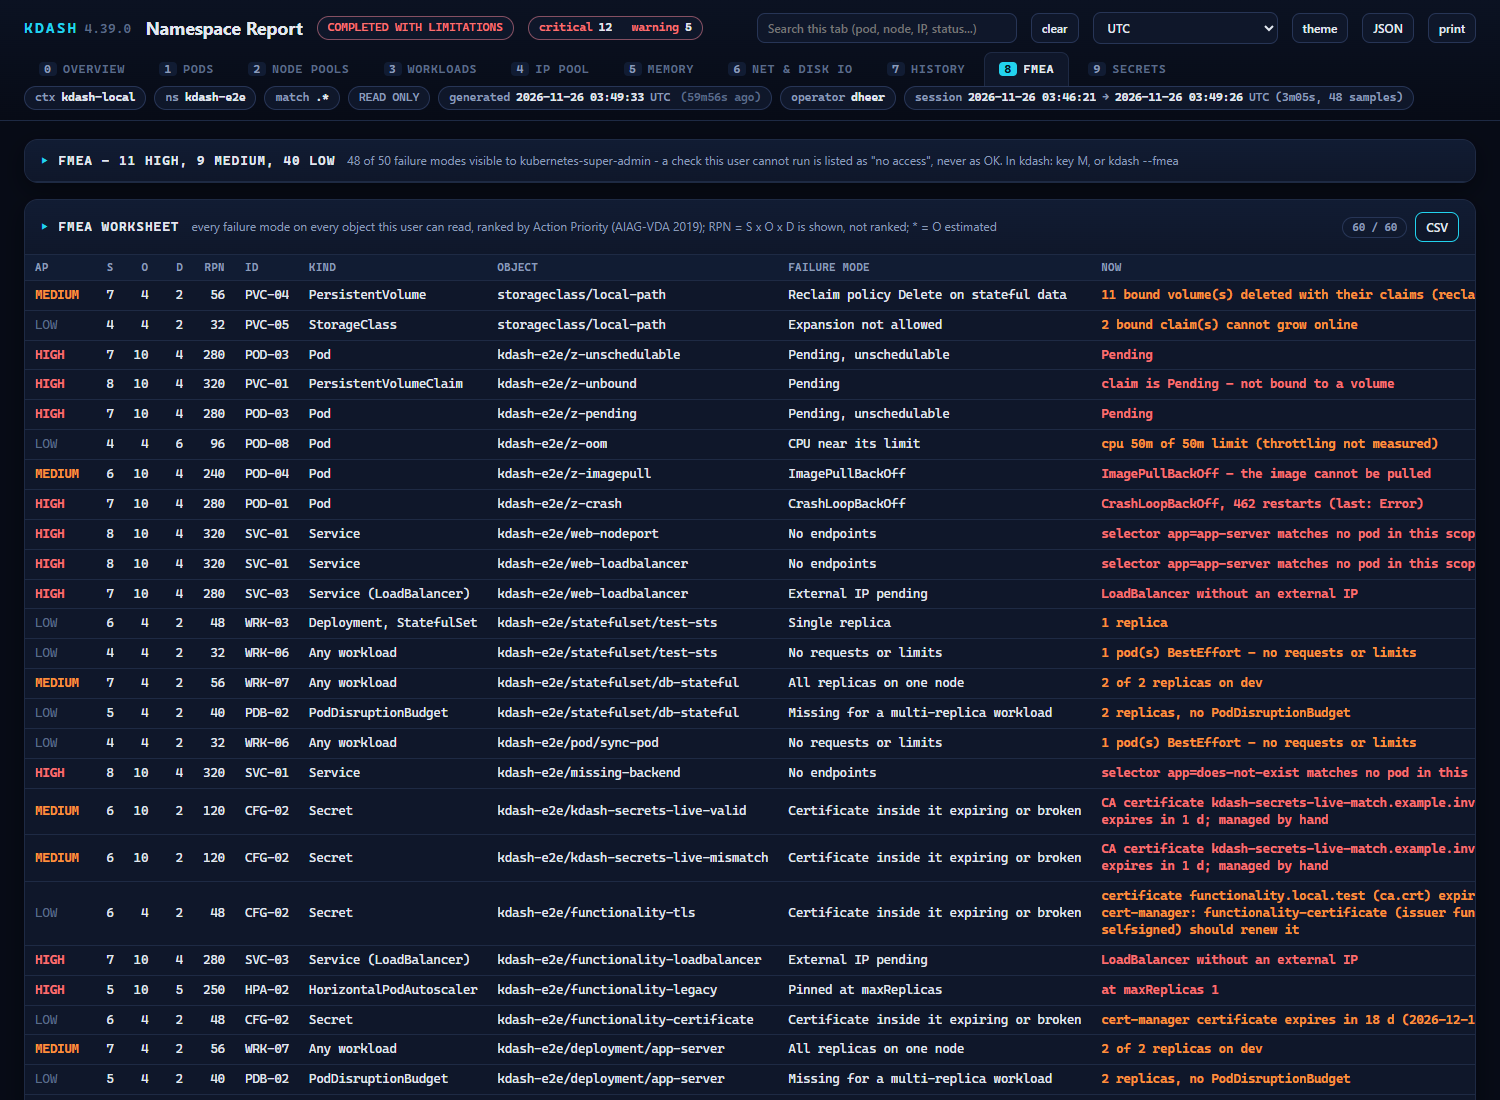 KDASH 4.39.0 Namespace Report COMPLETED WITH LIMITATIONS critical 12 warning 5 Search this tab (pod, node, IP, status...) clear UTC theme JSON print
0 OVERVIEW 1 PODS 2 NODE POOLS 3 WORKLOADS 4 IP POOL 5 MEMORY 6 NET & DISK IO 7 HISTORY 8 FMEA 9 SECRETS
ctx kdash-local ns kdash-e2e match .* READ ONLY generated 2026-11-26 03:49:33 UTC (59m56s ago) operator dheer session 2026-11-26 03:46:21 → 2026-11-26 03:49:26 UTC (3m05s, 48 samples)
▸ FMEA — 11 HIGH, 9 MEDIUM, 40 LOW 48 of 50 failure modes visible to kubernetes-super-admin - a check this user cannot run is listed as "no access", never as OK. In kdash: key M, or kdash --fmea
▸ FMEA WORKSHEET every failure mode on every object this user can read, ranked by Action Priority (AIAG-VDA 2019); RPN = S x O x D is shown, not ranked; * = O estimated 60 / 60 CSV
AP S O D RPN ID KIND OBJECT FAILURE MODE NOW
MEDIUM 7 4 2 56 PVC-04 PersistentVolume storageclass/local-path Reclaim policy Delete on stateful data 11 bound volume(s) deleted with their claims (recla
LOW 4 4 2 32 PVC-05 StorageClass storageclass/local-path Expansion not allowed 2 bound claim(s) cannot grow online
HIGH 7 10 4 280 POD-03 Pod kdash-e2e/z-unschedulable Pending, unschedulable Pending
HIGH 8 10 4 320 PVC-01 PersistentVolumeClaim kdash-e2e/z-unbound Pending claim is Pending — not bound to a volume
HIGH 7 10 4 280 POD-03 Pod kdash-e2e/z-pending Pending, unschedulable Pending
LOW 4 4 6 96 POD-08 Pod kdash-e2e/z-oom CPU near its limit cpu 50m of 50m limit (throttling not measured)
MEDIUM 6 10 4 240 POD-04 Pod kdash-e2e/z-imagepull ImagePullBackOff ImagePullBackOff — the image cannot be pulled
HIGH 7 10 4 280 POD-01 Pod kdash-e2e/z-crash CrashLoopBackOff CrashLoopBackOff, 462 restarts (last: Error)
HIGH 8 10 4 320 SVC-01 Service kdash-e2e/web-nodeport No endpoints selector app=app-server matches no pod in this scop
HIGH 8 10 4 320 SVC-01 Service kdash-e2e/web-loadbalancer No endpoints selector app=app-server matches no pod in this scop
HIGH 7 10 4 280 SVC-03 Service (LoadBalancer) kdash-e2e/web-loadbalancer External IP pending LoadBalancer without an external IP
LOW 6 4 2 48 WRK-03 Deployment, StatefulSet kdash-e2e/statefulset/test-sts Single replica 1 replica
LOW 4 4 2 32 WRK-06 Any workload kdash-e2e/statefulset/test-sts No requests or limits 1 pod(s) BestEffort — no requests or limits
MEDIUM 7 4 2 56 WRK-07 Any workload kdash-e2e/statefulset/db-stateful All replicas on one node 2 of 2 replicas on dev
LOW 5 4 2 40 PDB-02 PodDisruptionBudget kdash-e2e/statefulset/db-stateful Missing for a multi-replica workload 2 replicas, no PodDisruptionBudget
LOW 4 4 2 32 WRK-06 Any workload kdash-e2e/pod/sync-pod No requests or limits 1 pod(s) BestEffort — no requests or limits
HIGH 8 10 4 320 SVC-01 Service kdash-e2e/missing-backend No endpoints selector app=does-not-exist matches no pod in this
MEDIUM 6 10 2 120 CFG-02 Secret kdash-e2e/kdash-secrets-live-valid Certificate inside it expiring or broken CA certificate kdash-secrets-live-match.example.inv
expires in 1 d; managed by hand
MEDIUM 6 10 2 120 CFG-02 Secret kdash-e2e/kdash-secrets-live-mismatch Certificate inside it expiring or broken CA certificate kdash-secrets-live-match.example.inv
expires in 1 d; managed by hand
LOW 6 4 2 48 CFG-02 Secret kdash-e2e/functionality-tls Certificate inside it expiring or broken certificate functionality.local.test (ca.crt) expir
cert-manager: functionality-certificate (issuer fun
selfsigned) should renew it
HIGH 7 10 4 280 SVC-03 Service (LoadBalancer) kdash-e2e/functionality-loadbalancer External IP pending LoadBalancer without an external IP
HIGH 5 10 5 250 HPA-02 HorizontalPodAutoscaler kdash-e2e/functionality-legacy Pinned at maxReplicas at maxReplicas 1
LOW 6 4 2 48 CFG-02 Secret kdash-e2e/functionality-certificate Certificate inside it expiring or broken cert-manager certificate expires in 18 d (2026-12-1
MEDIUM 7 4 2 56 WRK-07 Any workload kdash-e2e/deployment/app-server All replicas on one node 2 of 2 replicas on dev
LOW 5 4 2 40 PDB-02 PodDisruptionBudget kdash-e2e/deployment/app-server Missing for a multi-replica workload 2 replicas, no PodDisruptionBudget